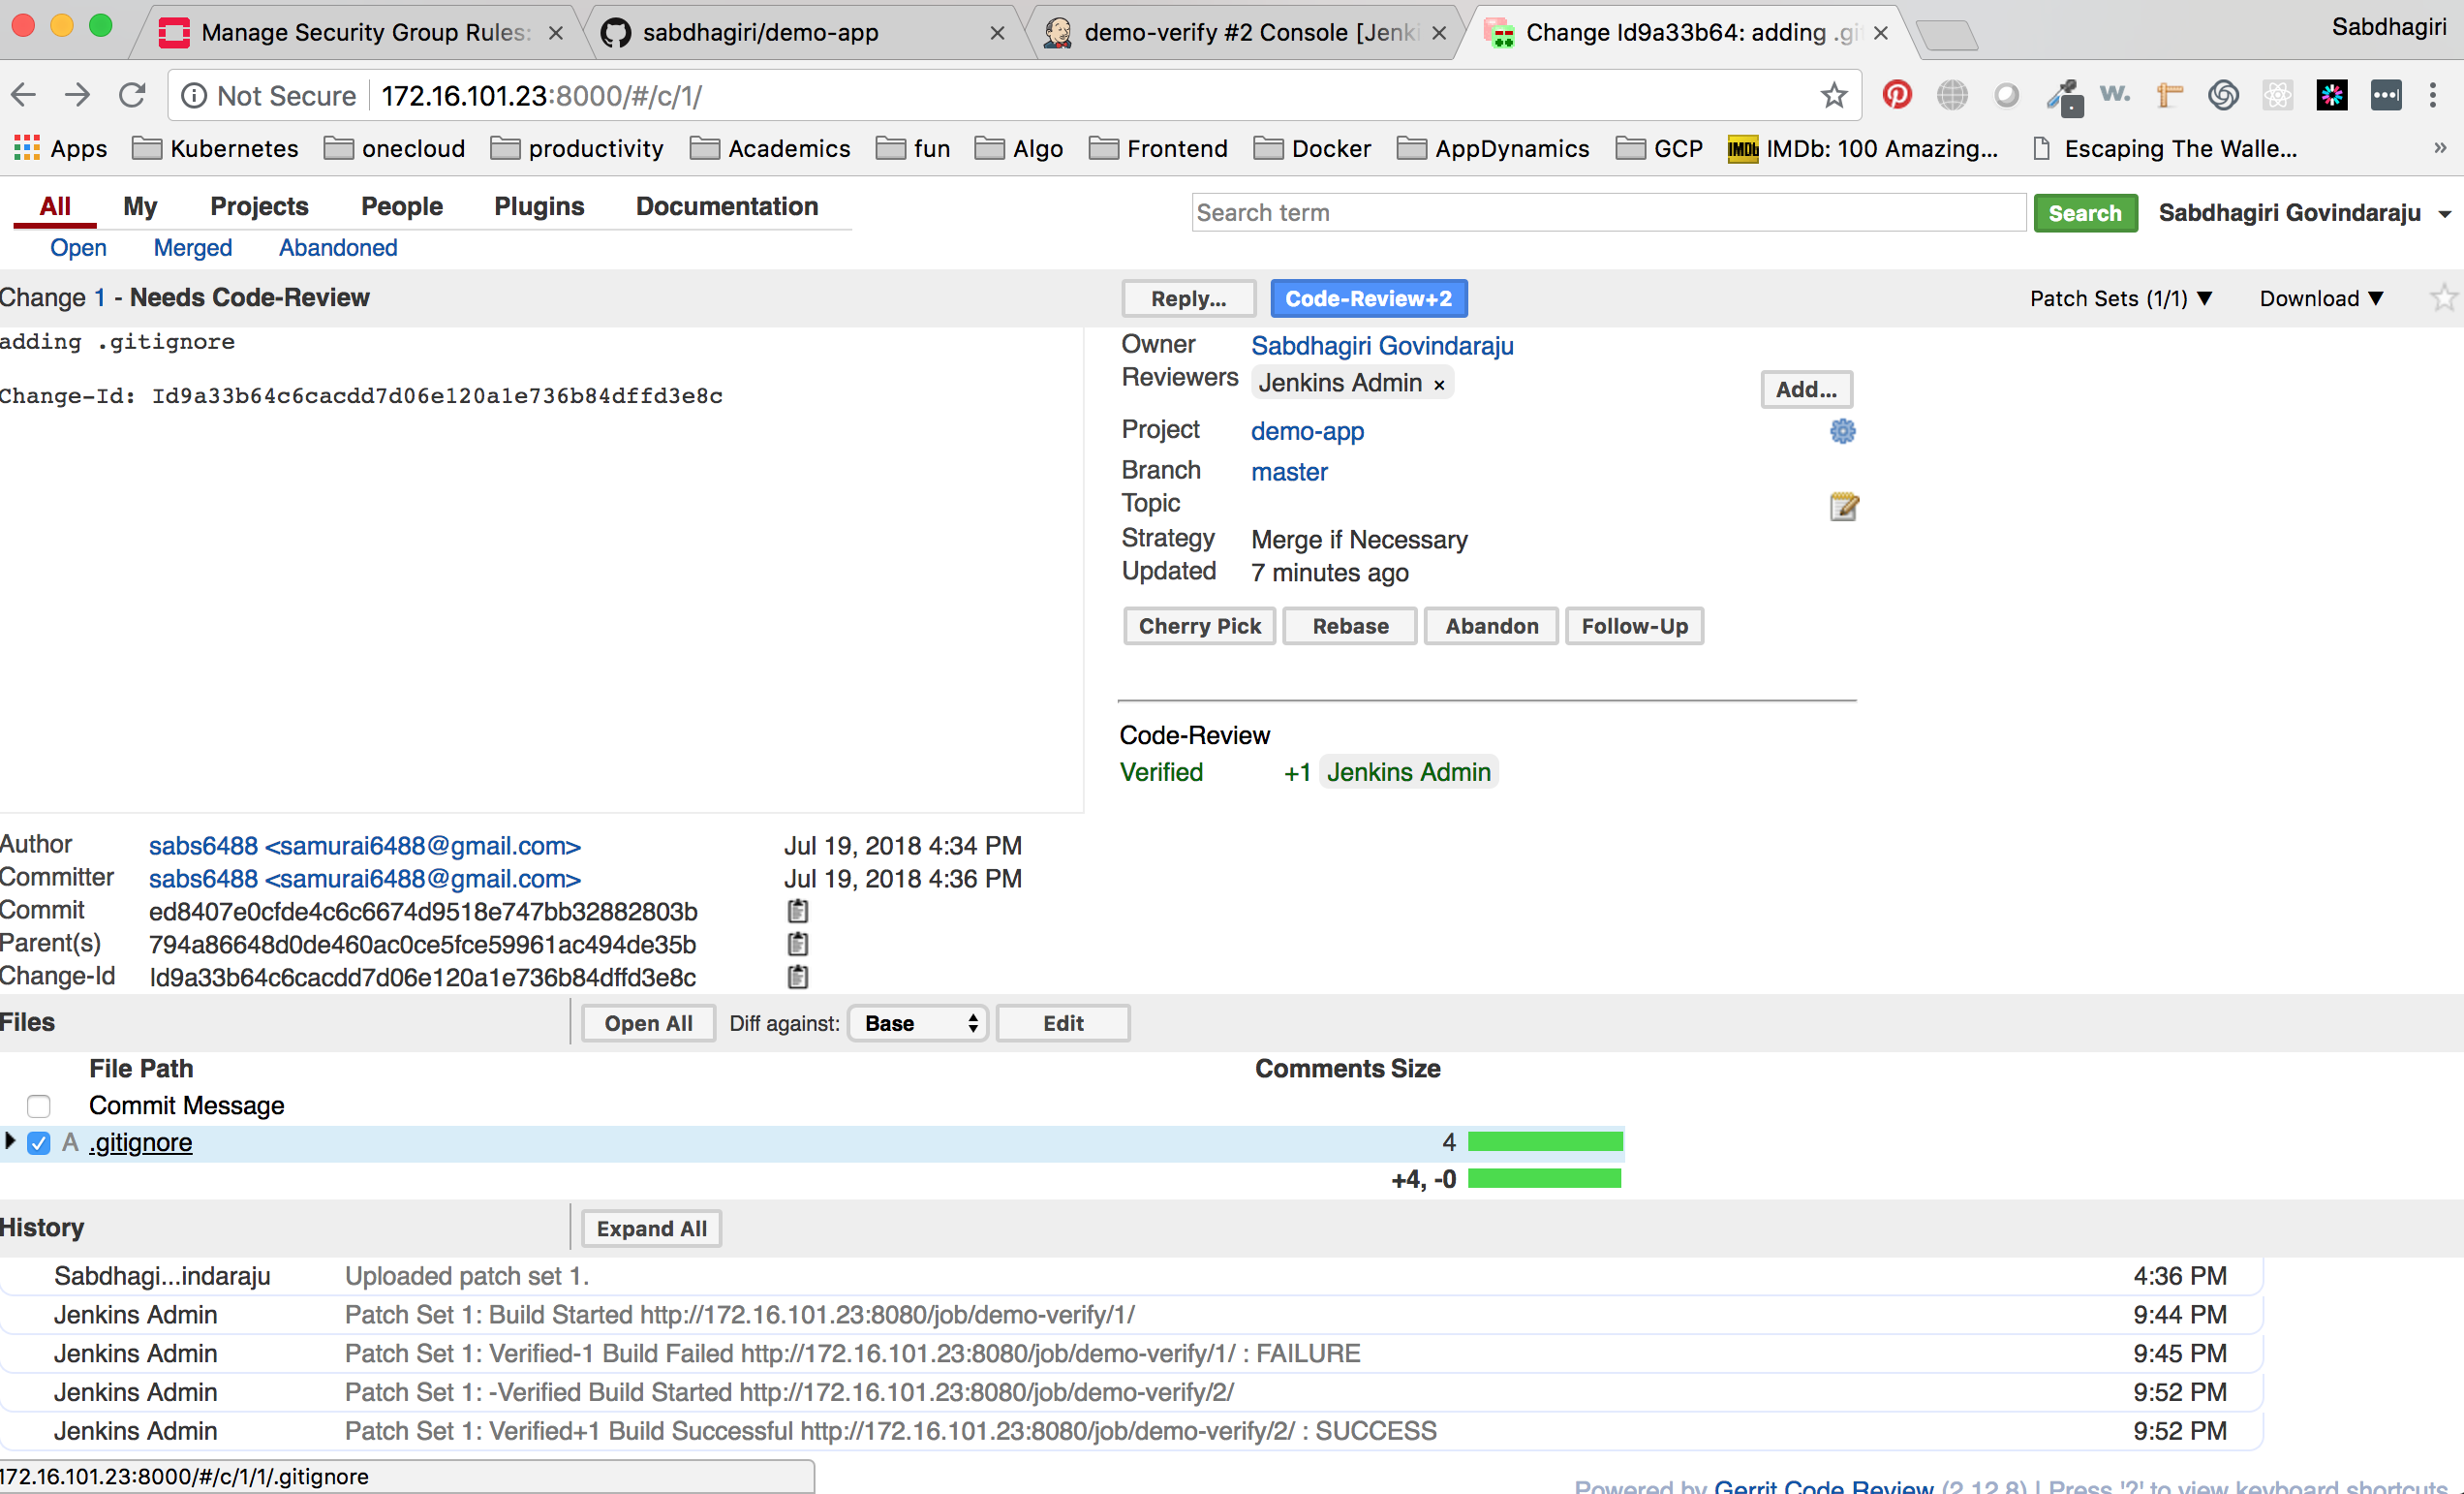 Manage Security Group Rules:
sabdhagiri/demo-app
demo-verify #2 Console [Jenki
Change Id9a33b64: adding .gi
Sabdhagiri
Not Secure 172.16.101.23:8000/#/c/1/
Apps Kubernetes onecloud productivity Academics fun Algo Frontend Docker AppDynamics GCP IMDb IMDb: 100 Amazing... Escaping The Walle... »
All My Projects People Plugins Documentation
Search term Search Sabdhagiri Govindaraju
Open Merged Abandoned
Change 1 - Needs Code-Review
Reply... Code-Review+2 Patch Sets (1/1) ▼ Download ▼
adding .gitignore
Change-Id: Id9a33b64c6cacdd7d06e120a1e736b84dffd3e8c
Owner Sabdhagiri Govindaraju
Reviewers Jenkins Admin × Add...
Project demo-app
Branch master
Topic
Strategy Merge if Necessary
Updated 7 minutes ago
Cherry Pick Rebase Abandon Follow-Up
Code-Review
Verified +1 Jenkins Admin
Author sabs6488 <samurai6488@gmail.com> Jul 19, 2018 4:34 PM
Committer sabs6488 <samurai6488@gmail.com> Jul 19, 2018 4:36 PM
Commit ed8407e0cfde4c6c6674d9518e747bb32882803b
Parent(s) 794a86648d0de460ac0ce5fce59961ac494de35b
Change-Id Id9a33b64c6cacdd7d06e120a1e736b84dffd3e8c
Files Open All Diff against: Base Edit
File Path Comments Size
Commit Message
A .gitignore 4
+4, -0
History Expand All
Sabdhagi...indaraju Uploaded patch set 1. 4:36 PM
Jenkins Admin Patch Set 1: Build Started http://172.16.101.23:8080/job/demo-verify/1/ 9:44 PM
Jenkins Admin Patch Set 1: Verified-1 Build Failed http://172.16.101.23:8080/job/demo-verify/1/ : FAILURE 9:45 PM
Jenkins Admin Patch Set 1: -Verified Build Started http://172.16.101.23:8080/job/demo-verify/2/ 9:52 PM
Jenkins Admin Patch Set 1: Verified+1 Build Successful http://172.16.101.23:8080/job/demo-verify/2/ : SUCCESS 9:52 PM
172.16.101.23:8000/#/c/1/1/.gitignore
Powered by Gerrit Code Review (2.12.8) | Press '?' to view keyboard shortcuts